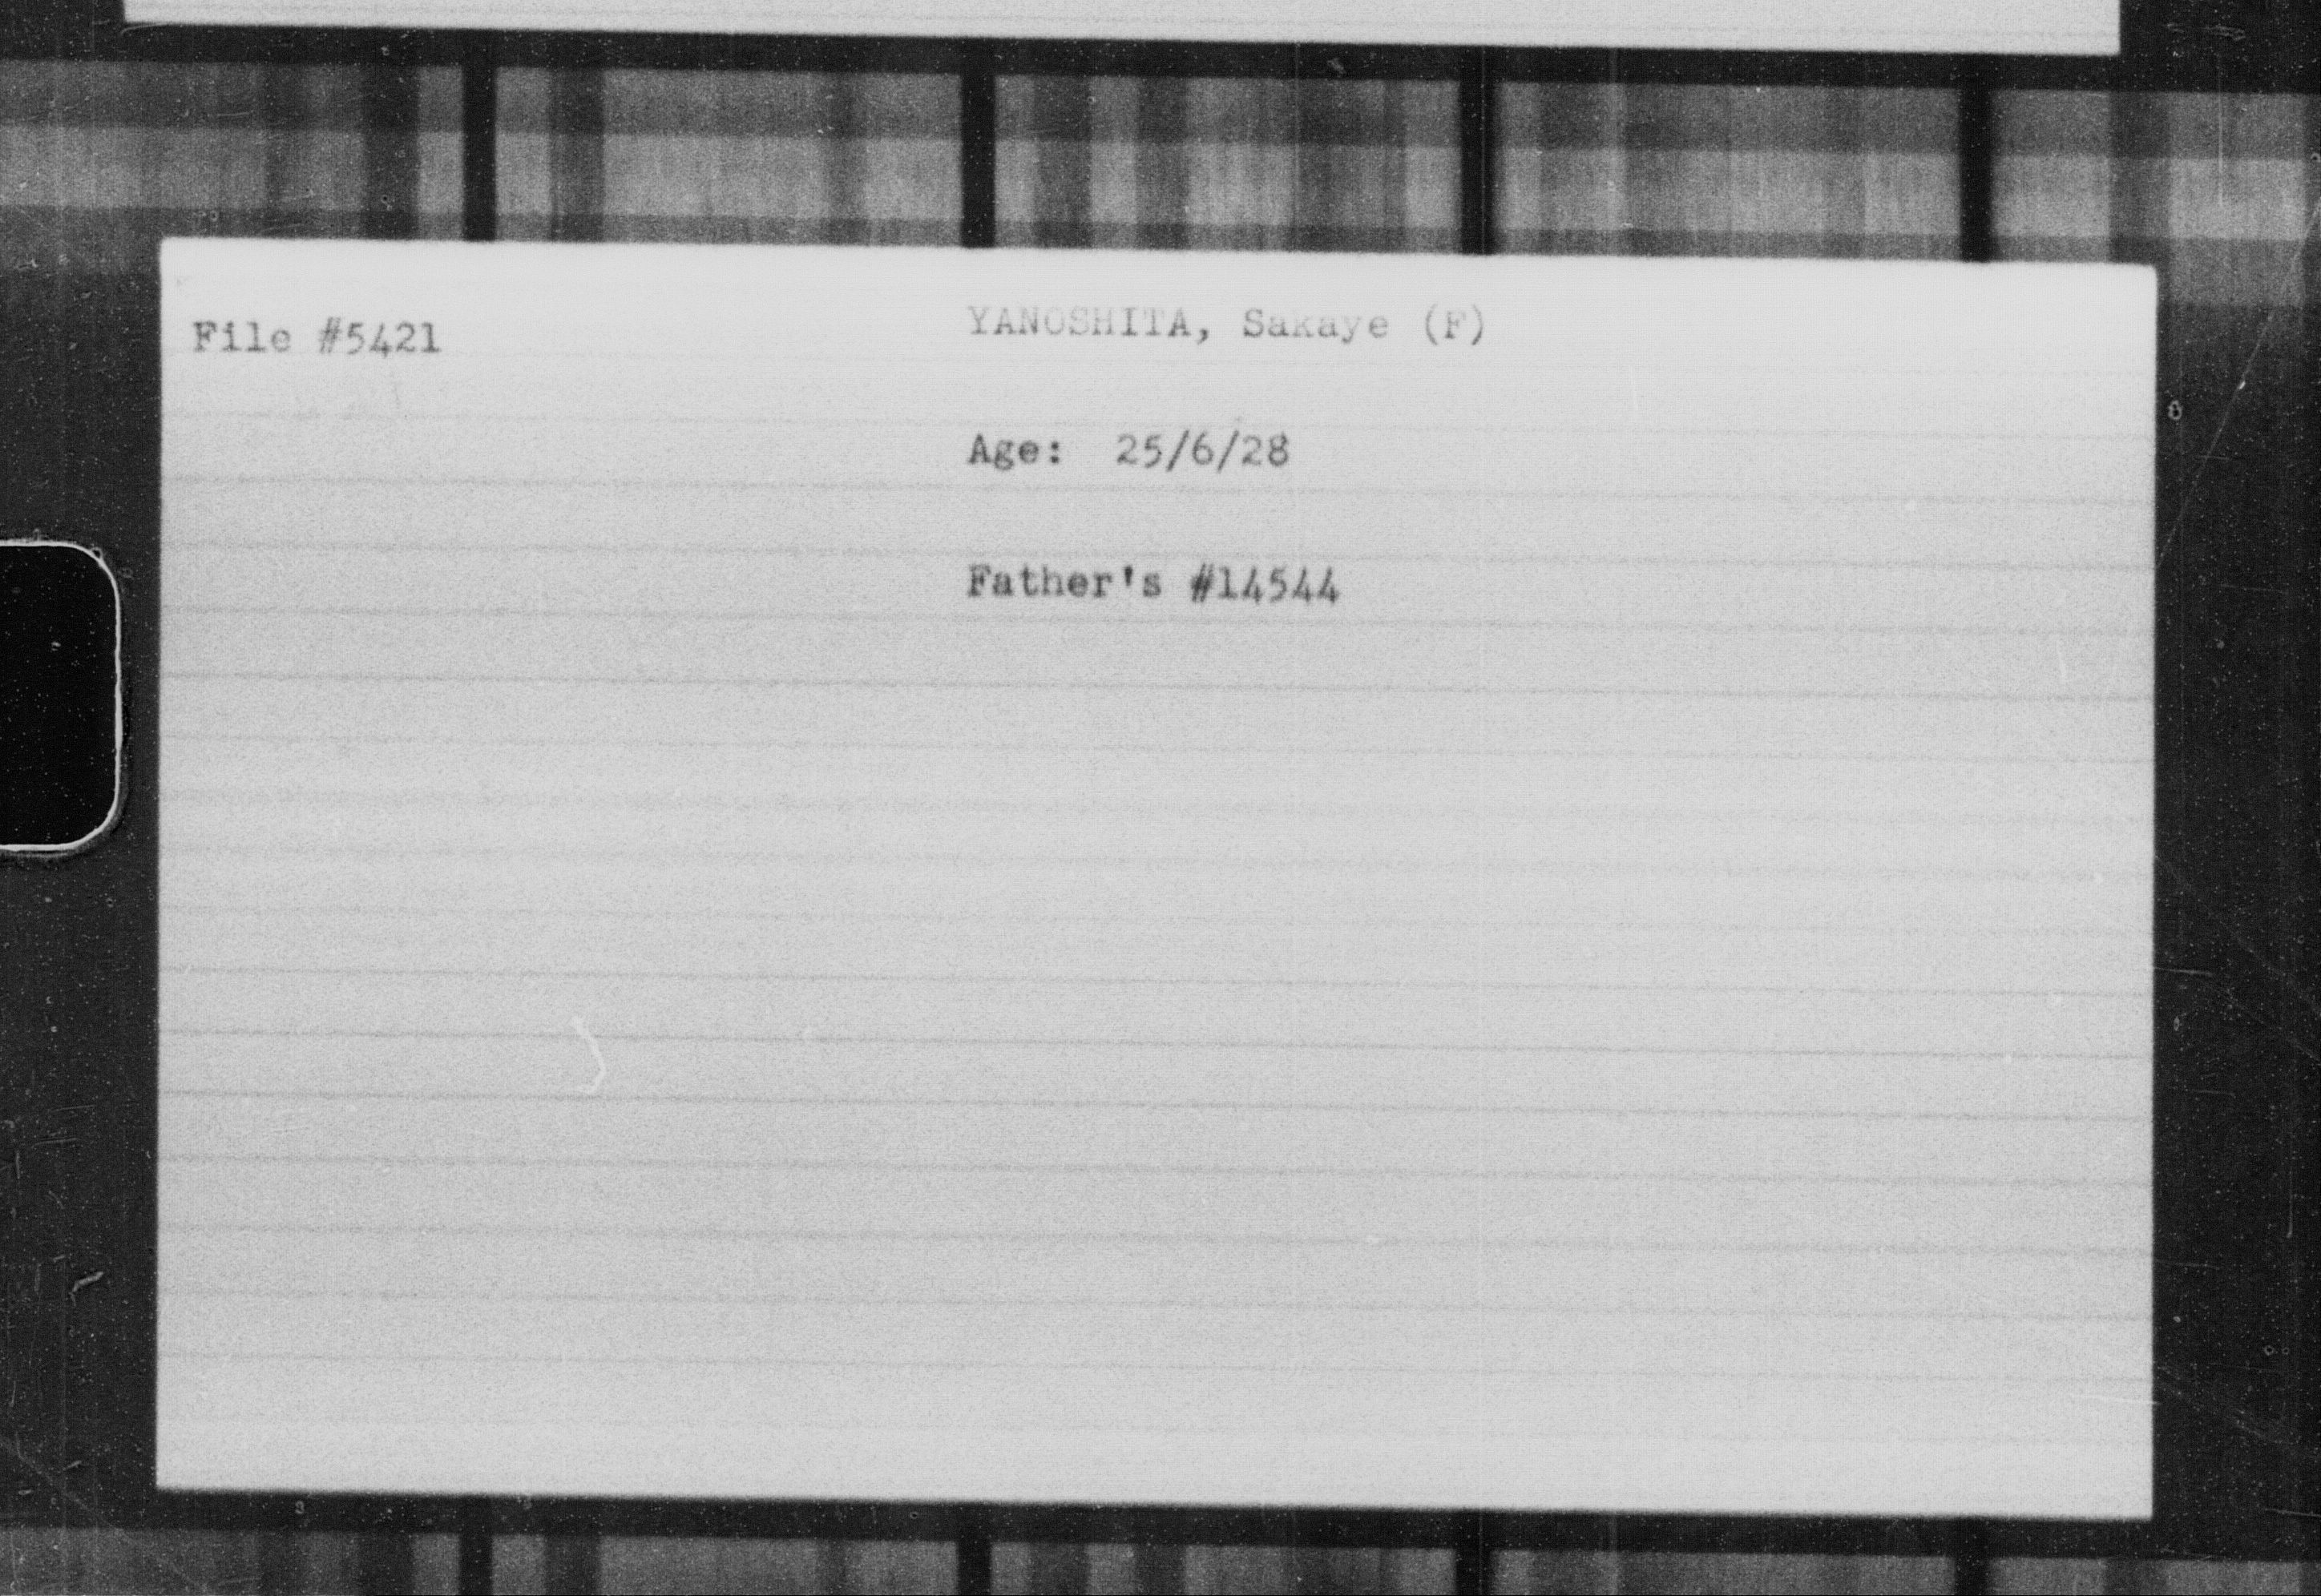 File #5421
YANOSHITA, Sakaye (F)
Age: 25/6/28
Father's #14544